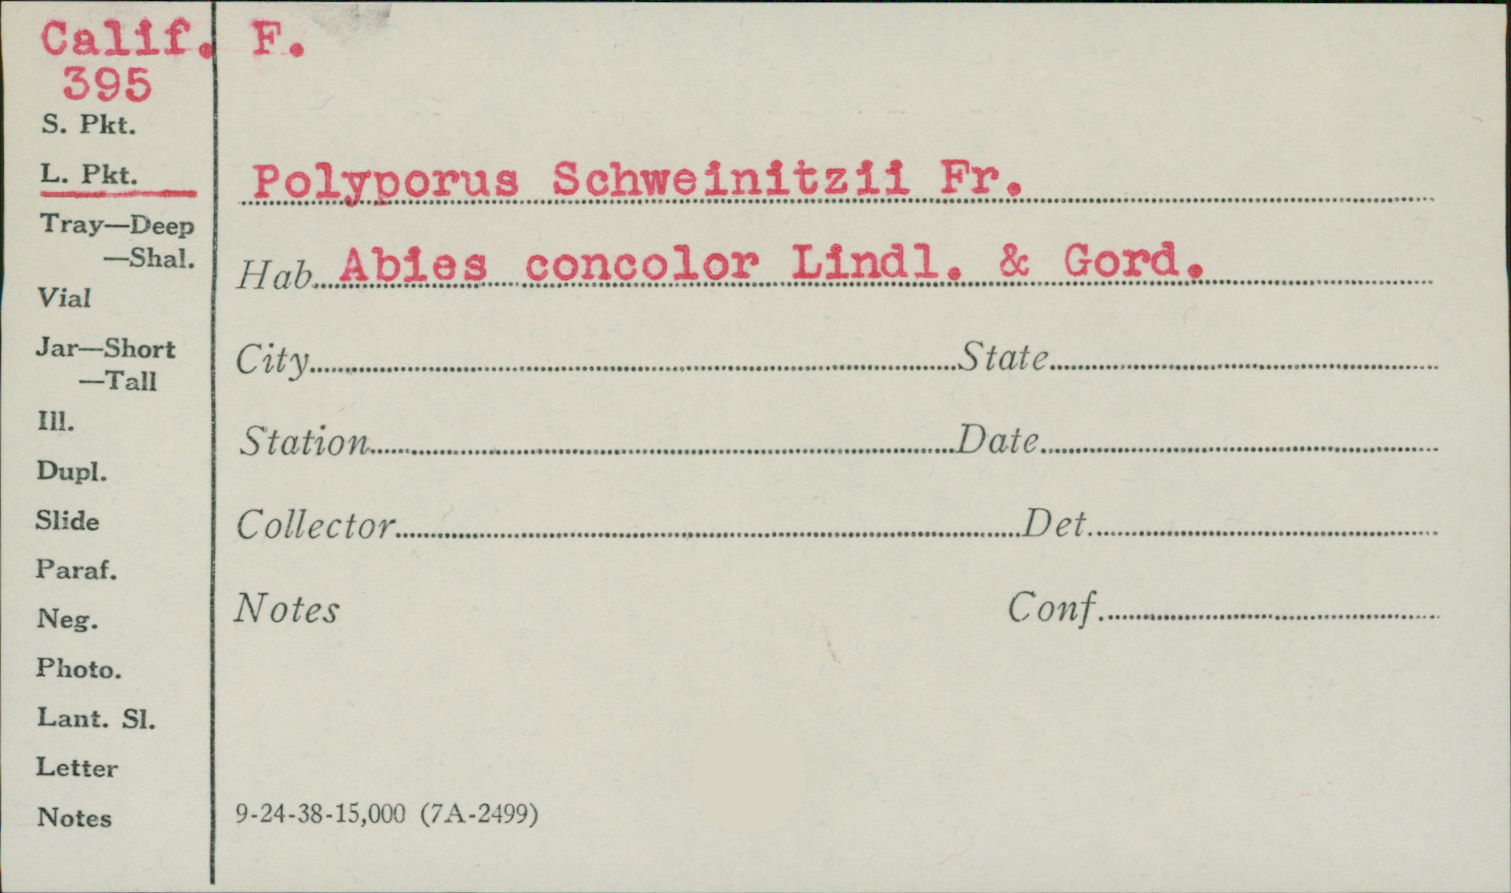 Calif. F.
395
S. Pkt.
L. Pkt.
Polyporus Schweinitzii Fr.
Tray—Deep
—Shal.
Hab. Abies concolor Lindl. & Gord.
Vial
Jar—Short
—Tall
City State
Ill.
Station Date
Dupl.
Slide
Collector Det.
Paraf.
Neg.
Notes Conf.
Photo.
Lant. Sl.
Letter
Notes
9-24-38-15,000 (7A-2499)